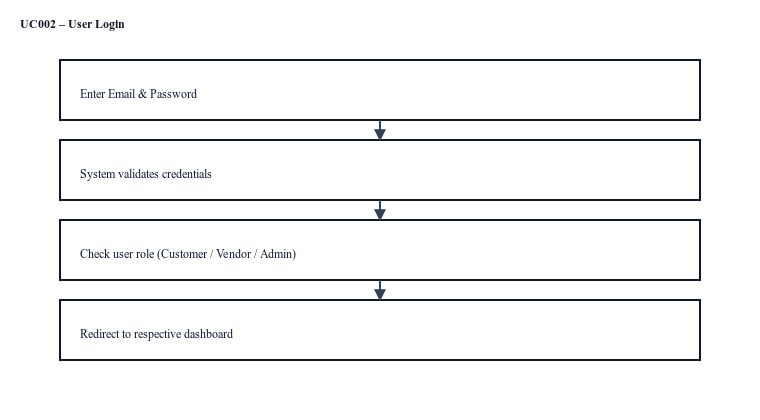 UC002 – User Login
Enter Email & Password
System validates credentials
Check user role (Customer / Vendor / Admin)
Redirect to respective dashboard